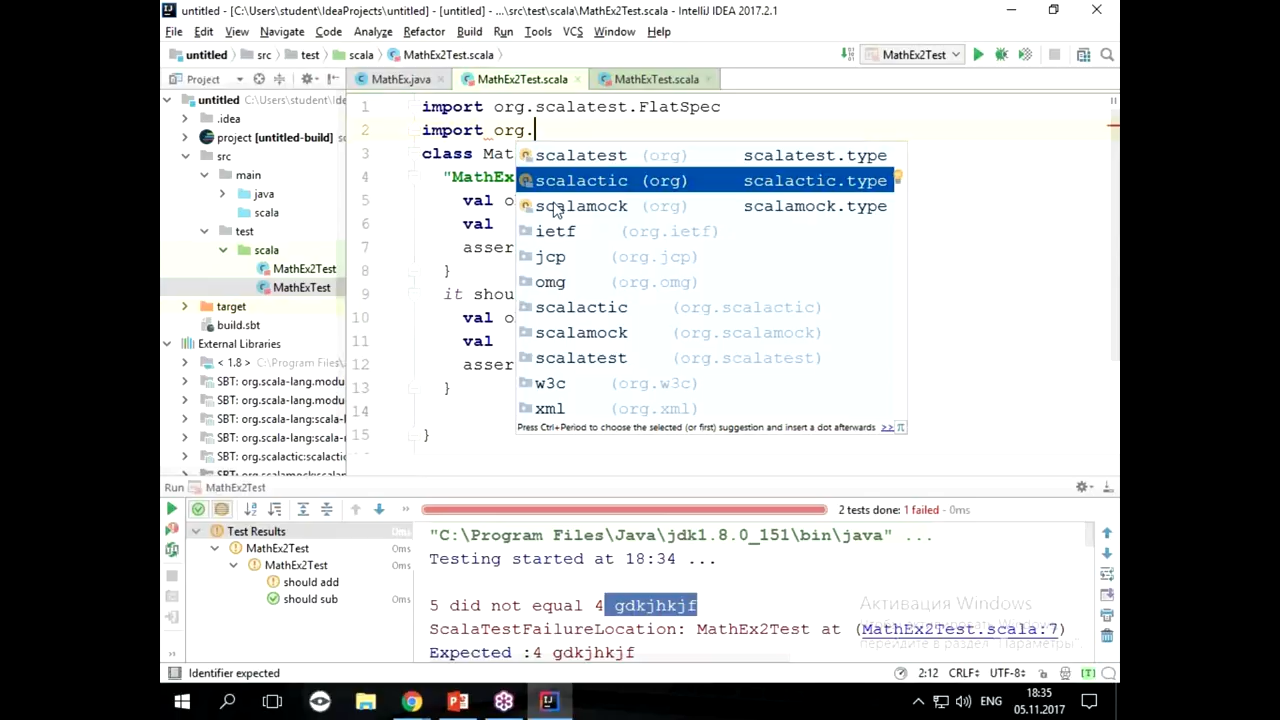 untitled - [C:\Users\student\IdeaProjects\untitled] - [untitled] - ...\src\test\scala\MathEx2Test.scala - IntelliJ IDEA 2017.2.1
File Edit View Navigate Code Analyze Refactor Build Run Tools VCS Window Help
untitled src test scala MathEx2Test.scala MathEx2Test
Project MathEx.java MathEx2Test.scala MathExTest.scala
untitled C:\Users\student\Ide
.idea
project [untitled-build]
src
main
java
scala
test
scala
MathEx2Test
MathExTest
target
build.sbt
External Libraries
< 1.8 > C:\Program Files\
SBT: org.scala-lang.modu
SBT: org.scala-lang.modu
SBT: org.scala-lang:scala-l
SBT: org.scala-lang:scala-r
SBT: org.scalactic:scalactic
1 import org.scalatest.FlatSpec
2 import org.
3 class Mat
4 "MathEx
5 val o
6 val
7 asser
8 }
9 it shou
10 val o
11 val
12 asser
13 }
14
15 }
scalatest (org) scalatest.type
scalactic (org) scalactic.type
scalamock (org) scalamock.type
ietf (org.ietf)
jcp (org.jcp)
omg (org.omg)
scalactic (org.scalactic)
scalamock (org.scalamock)
scalatest (org.scalatest)
w3c (org.w3c)
xml (org.xml)
Press Ctrl+Period to choose the selected (or first) suggestion and insert a dot afterwards >> π
Run MathEx2Test
2 tests done: 1 failed - 0ms
Test Results 0ms
MathEx2Test 0ms
MathEx2Test 0ms
should add
should sub 0ms
"C:\Program Files\Java\jdk1.8.0_151\bin\java" ...
Testing started at 18:34 ...
5 did not equal 4 gdkjhkjf
ScalaTestFailureLocation: MathEx2Test at (MathEx2Test.scala:7)
Expected :4 gdkjhkjf
Активация Windows
перейдите в раздел "Параметры".
Identifier expected 2:12 CRLF UTF-8 [T]
ENG 18:35
05.11.2017